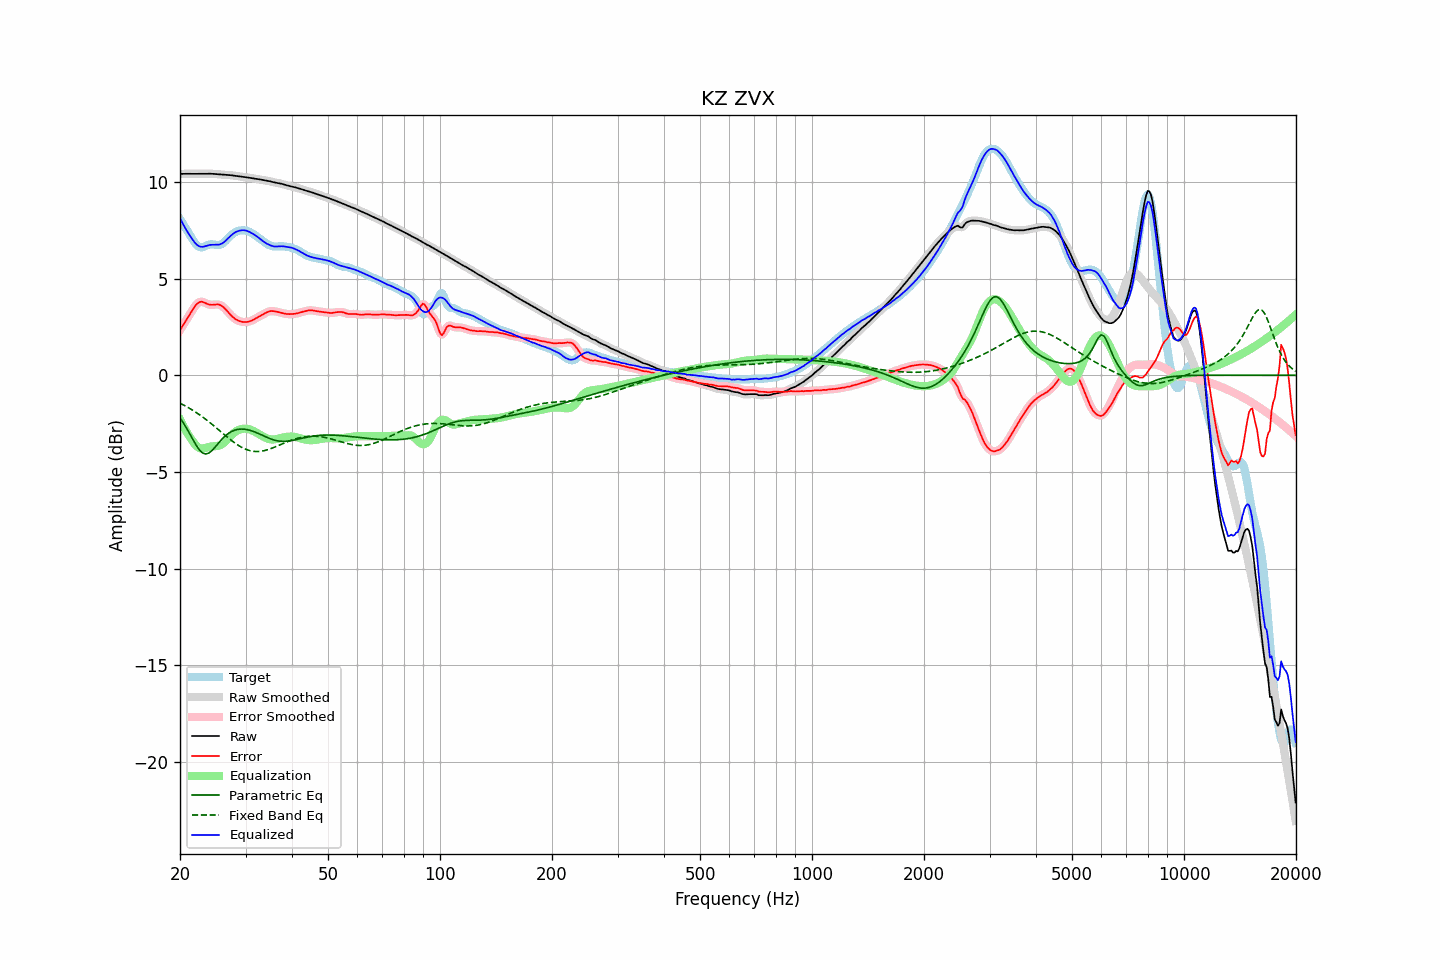 KZ ZVX
Amplitude (dBr)
10
5
0
−5
−10
−15
−20
Target
Raw Smoothed
Error Smoothed
Raw
Error
Equalization
Parametric Eq
Fixed Band Eq
Equalized
20 50 100 200 500 1000 2000 5000 10000 20000
Frequency (Hz)